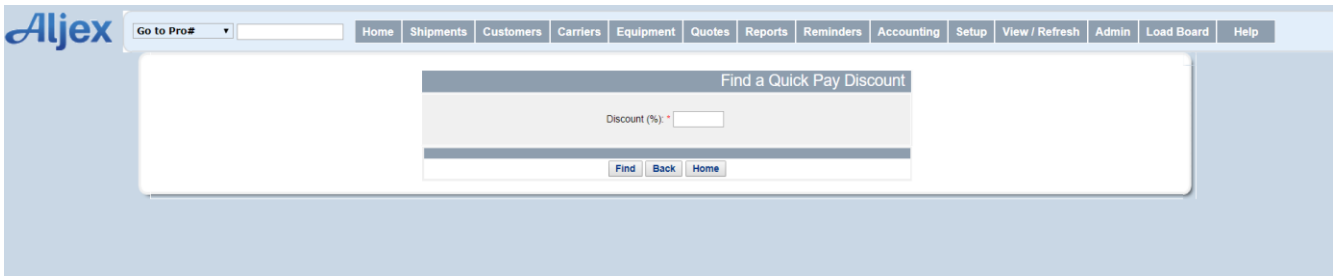 Aljex Go to Pro# Home Shipments Customers Carriers Equipment Quotes Reports Reminders Accounting Setup View / Refresh Admin Load Board Help
Find a Quick Pay Discount
Discount (%): *
Find Back Home